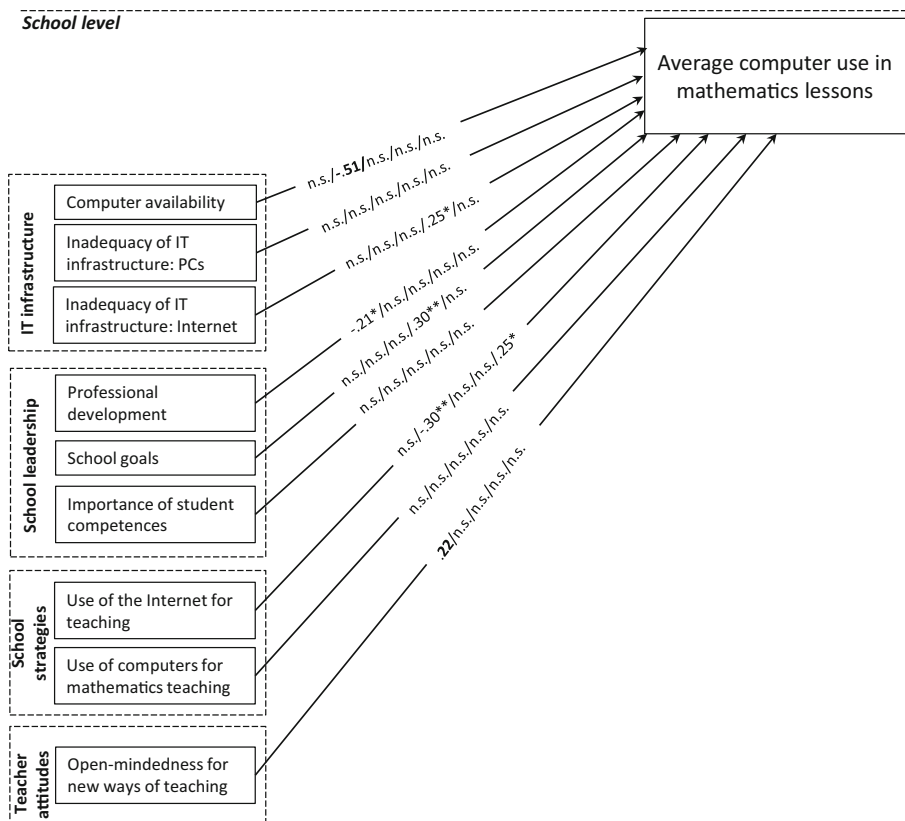 School level
Average computer use in
mathematics lessons
n.s./-.51/n.s./n.s./n.s.
n.s./n.s./n.s./n.s./n.s.
n.s./n.s./n.s./.25*/n.s.
-.21*/n.s./n.s./n.s./n.s.
n.s./n.s./n.s./.30**/n.s.
n.s./n.s./n.s./n.s./n.s.
n.s./-.30**/n.s./n.s./.25*
n.s./n.s./n.s./n.s./n.s.
.22/n.s./n.s./n.s./n.s.
IT infrastructure
Computer availability
Inadequacy of IT
infrastructure: PCs
Inadequacy of IT
infrastructure: Internet
School leadership
Professional
development
School goals
Importance of student
competences
School
strategies
Use of the Internet for
teaching
Use of computers for
mathematics teaching
Teacher
attitudes
Open-mindedness for
new ways of teaching